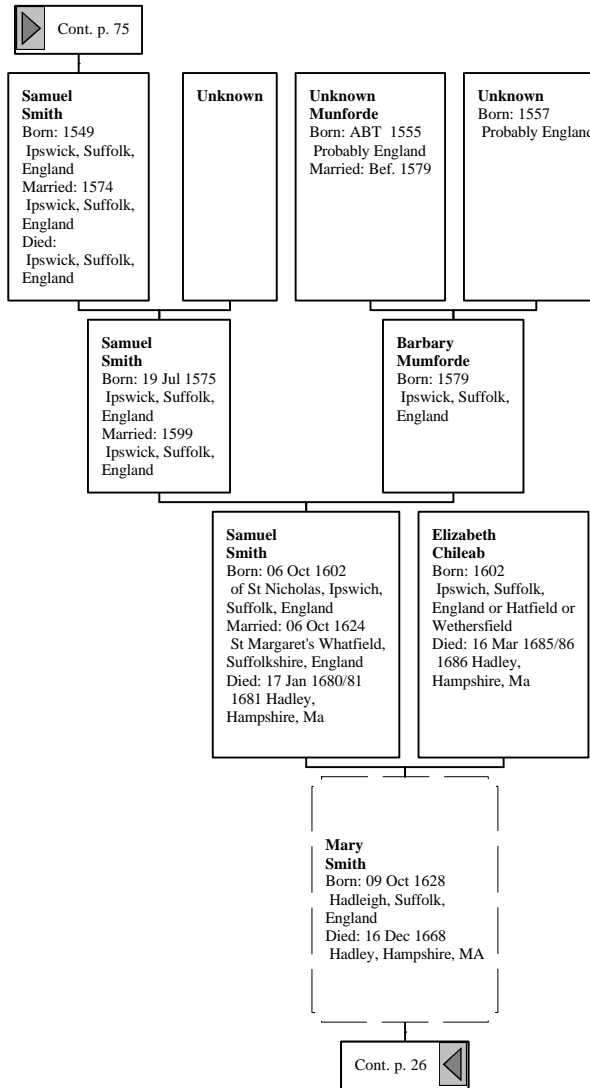 Cont. p. 75
Samuel
Smith
Born: 1549
Ipswick, Suffolk,
England
Married: 1574
Ipswick, Suffolk,
England
Died:
Ipswick, Suffolk,
England
Unknown
Unknown
Munforde
Born: ABT 1555
Probably England
Married: Bef. 1579
Unknown
Born: 1557
Probably England
Samuel
Smith
Born: 19 Jul 1575
Ipswick, Suffolk,
England
Married: 1599
Ipswick, Suffolk,
England
Barbary
Mumforde
Born: 1579
Ipswick, Suffolk,
England
Samuel
Smith
Born: 06 Oct 1602
of St Nicholas, Ipswich,
Suffolk, England
Married: 06 Oct 1624
St Margaret's Whatfield,
Suffolkshire, England
Died: 17 Jan 1680/81
1681 Hadley,
Hampshire, Ma
Elizabeth
Chileab
Born: 1602
Ipswich, Suffolk,
England or Hatfield or
Wethersfield
Died: 16 Mar 1685/86
1686 Hadley,
Hampshire, Ma
Mary
Smith
Born: 09 Oct 1628
Hadleigh, Suffolk,
England
Died: 16 Dec 1668
Hadley, Hampshire, MA
Cont. p. 26